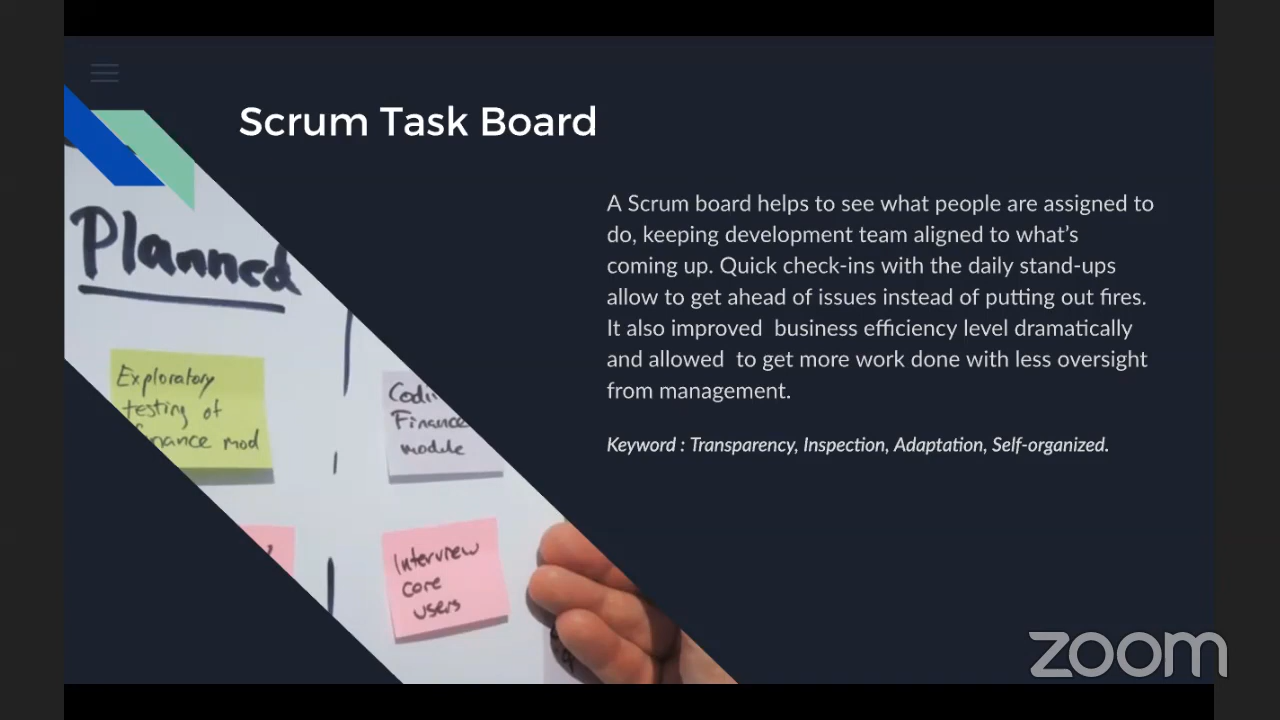 Scrum Task Board
A Scrum board helps to see what people are assigned to
do, keeping development team aligned to what's
coming up. Quick check-ins with the daily stand-ups
allow to get ahead of issues instead of putting out fires.
It also improved  business efficiency level dramatically
and allowed  to get more work done with less oversight
from management.
Keyword : Transparency, Inspection, Adaptation, Self-organized.
Planned
Exploratory
testing of
mod
Finance
module
Interview
core
users
zoom